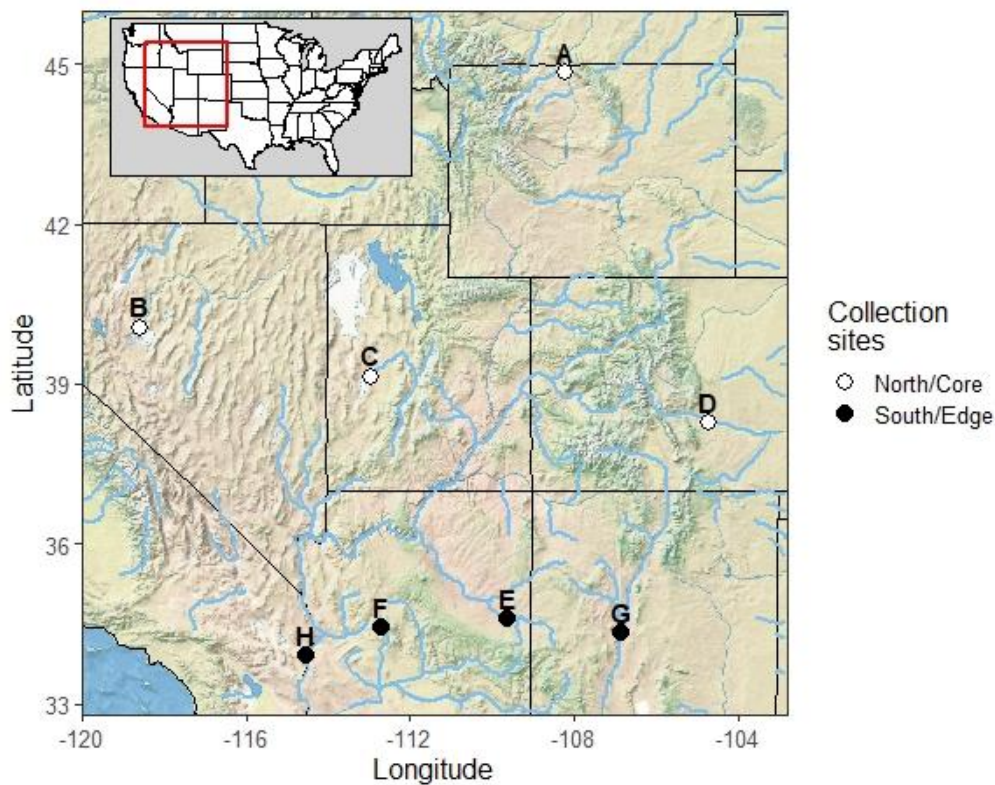 45
42
39
36
33
Latitude
-120
-116
-112
-108
-104
Longitude
A
B
C
D
E
F
G
H
Collection
sites
North/Core
South/Edge